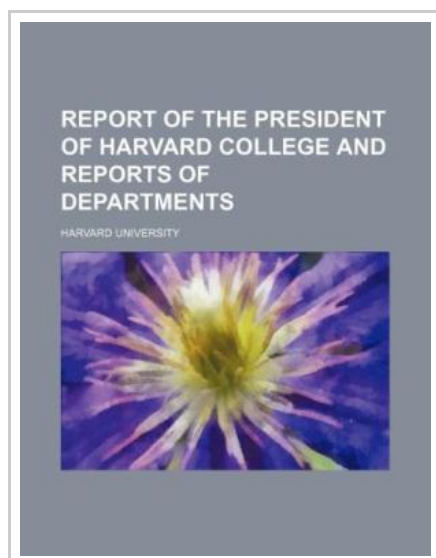 REPORT OF THE PRESIDENT
OF HARVARD COLLEGE AND
REPORTS OF
DEPARTMENTS
HARVARD UNIVERSITY